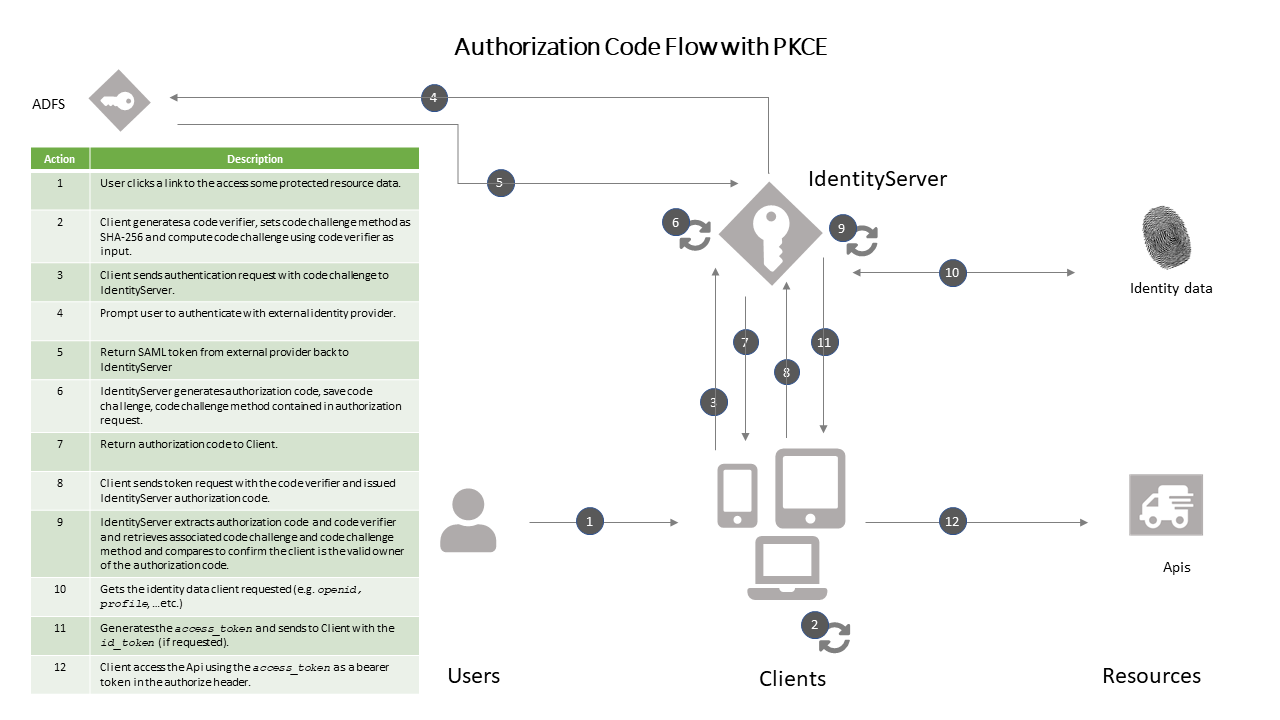 Authorization Code Flow with PKCE
ADFS
4
5
IdentityServer
6
9
10
Identity data
7
11
8
3
1
12
Apis
2
Users
Clients
Resources
Action Description
1 User clicks a link to the access some protected resource data.
2 Client generates a code verifier, sets code challenge method as
SHA-256 and compute code challenge using code verifier as
input.
3 Client sends authentication request with code challenge to
IdentityServer.
4 Prompt user to authenticate with external identity provider.
5 Return SAML token from external provider back to
IdentityServer
6 IdentityServer generates authorization code, save code
challenge, code challenge method contained in authorization
request.
7 Return authorization code to Client.
8 Client sends token request with the code verifier and issued
IdentityServer authorization code.
9 IdentityServer extracts authorization code and code verifier
and retrieves associated code challenge and code challenge
method and compares to confirm the client is the valid owner
of the authorization code.
10 Gets the identity data client requested (e.g. openid,
profile, ...etc.)
11 Generates the access_token and sends to Client with the
id_token (if requested).
12 Client access the Api using the access_token as a bearer
token in the authorize header.